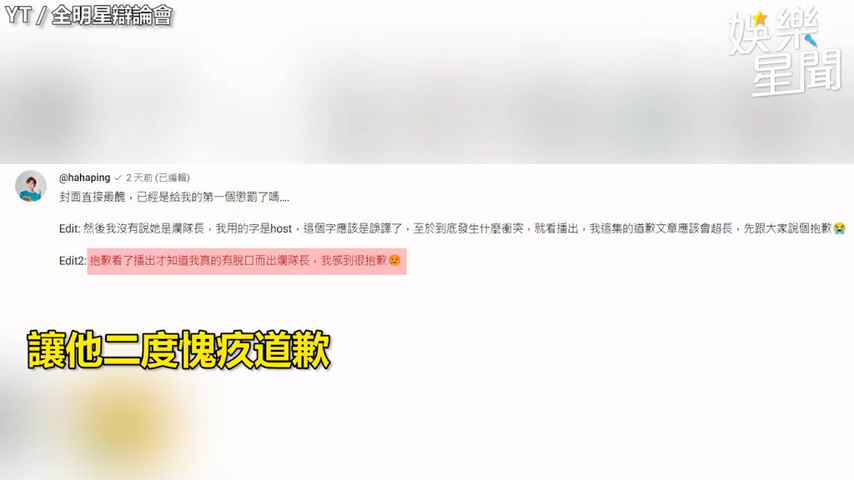 YT / 全明星辯論會
娛樂
星聞
@hahaping 2 天前 (已編輯)
封面直接最醜，已經是給我的第一個懲罰了嗎....
Edit: 然後我沒有說她是爛隊長，我用的字是host，這個字應該是誤譯了，至於到底發生什麼衝突，就看播出，我這集的道歉文章應該會超長，先跟大家說個抱歉😭
Edit2: 抱歉看了播出才知道我真的有脫口而出爛隊長，我感到很抱歉😡
讓他二度愧疚道歉